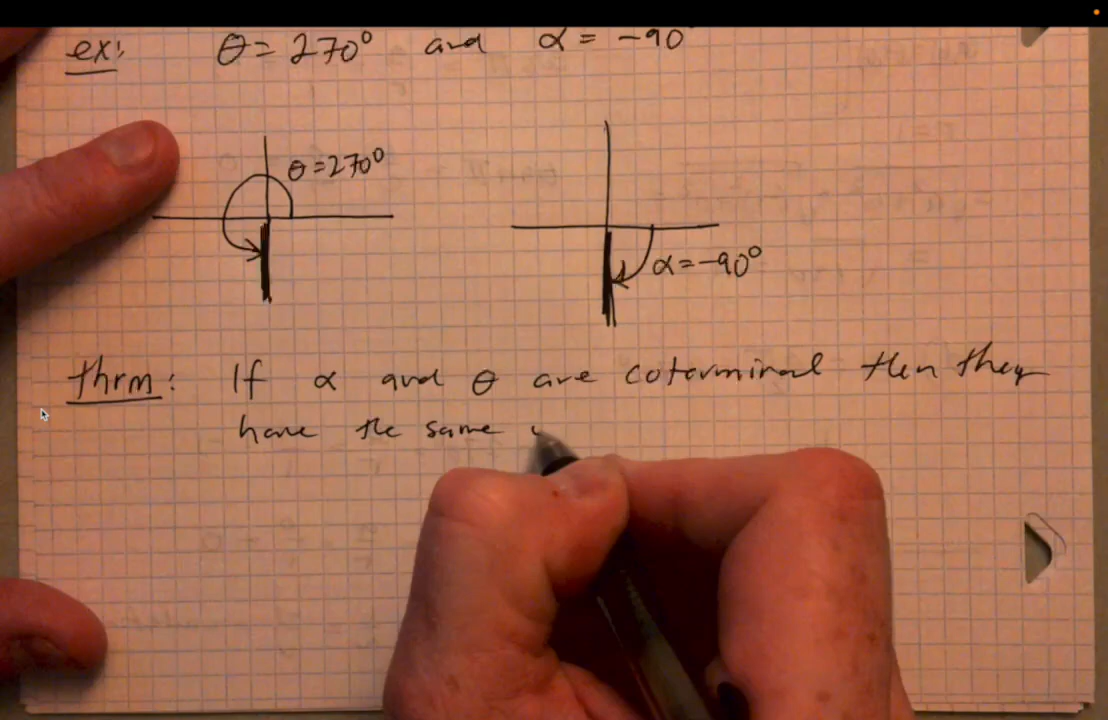 ex: θ = 270° and α = -90°
θ = 270°
α = -90°
thrm: If α and θ are coterminal then they
have the same